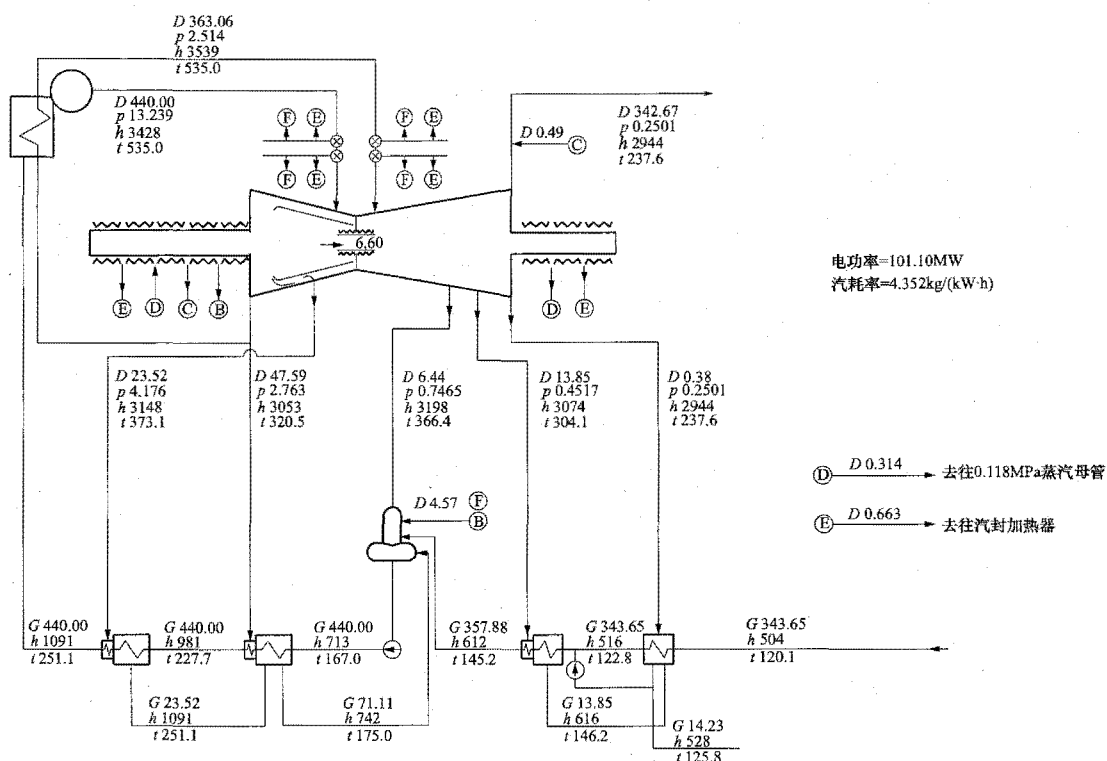 D 363.06
p 2.514
h 3539
t 535.0
D 440.00
p 13.239
h 3428
t 535.0
F E F E
F E F E
D 0.49
C
D 342.67
p 0.2501
h 2944
t 237.6
6.60
E D C B
D E
电功率=101.10MW
汽耗率=4.352kg/(kW·h)
D 23.52
p 4.176
h 3148
t 373.1
D 47.59
p 2.763
h 3053
t 320.5
D 6.44
p 0.7465
h 3198
t 366.4
D 13.85
p 0.4517
h 3074
t 304.1
D 0.38
p 0.2501
h 2944
t 237.6
D D 0.314 去往0.118MPa蒸汽母管
E D 0.663 去往汽封加热器
D 4.57
F
B
G 440.00
h 1091
t 251.1
G 440.00
h 981
t 227.7
G 440.00
h 713
t 167.0
G 357.88
h 612
t 145.2
G 343.65
h 516
t 122.8
G 343.65
h 504
t 120.1
G 23.52
h 1091
t 251.1
G 71.11
h 742
t 175.0
G 13.85
h 616
t 146.2
G 14.23
h 528
t 125.8